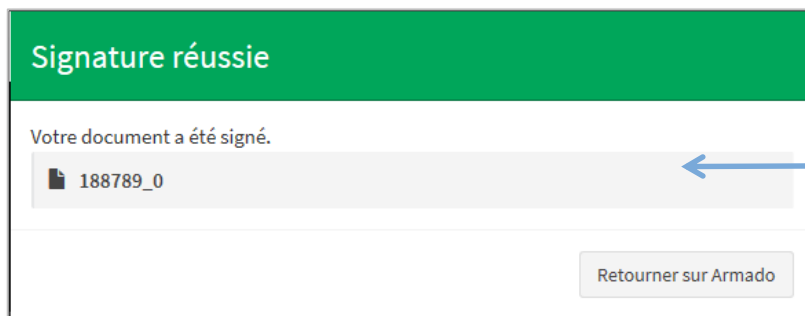 Signature réussie
Votre document a été signé.
188789_0
Retourner sur Armado